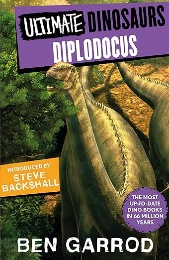 ULTIMATE DINOSAURS
DIPLODOCUS
INTRODUCED BY
STEVE
BACKSHALL
THE MOST
UP-TO-DATE
DINO BOOKS
IN 66 MILLION
YEARS
BEN GARROD